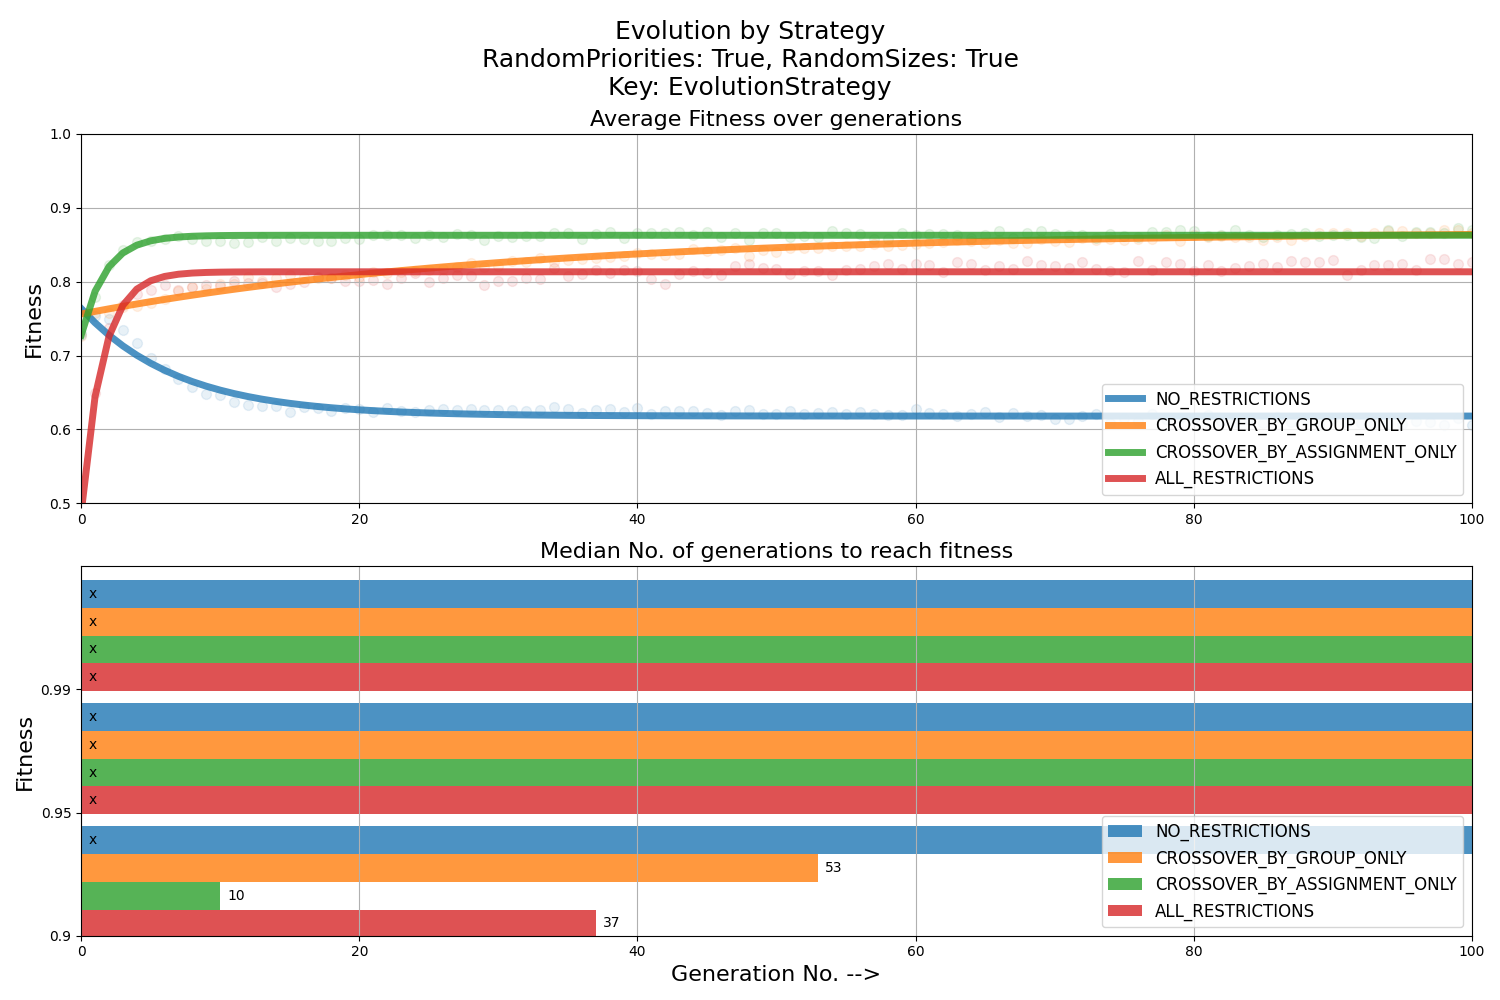 Evolution by Strategy
RandomPriorities: True, RandomSizes: True
Key: EvolutionStrategy
Average Fitness over generations
Fitness
1.0
0.9
0.8
0.7
0.6
0.5
0 20 40 60 80 100
NO_RESTRICTIONS
CROSSOVER_BY_GROUP_ONLY
CROSSOVER_BY_ASSIGNMENT_ONLY
ALL_RESTRICTIONS
Median No. of generations to reach fitness
Fitness
x
x
x
x
0.99
x
x
x
x
0.95
x
53
10
37
0.9
NO_RESTRICTIONS
CROSSOVER_BY_GROUP_ONLY
CROSSOVER_BY_ASSIGNMENT_ONLY
ALL_RESTRICTIONS
0 20 40 60 80 100
Generation No. -->